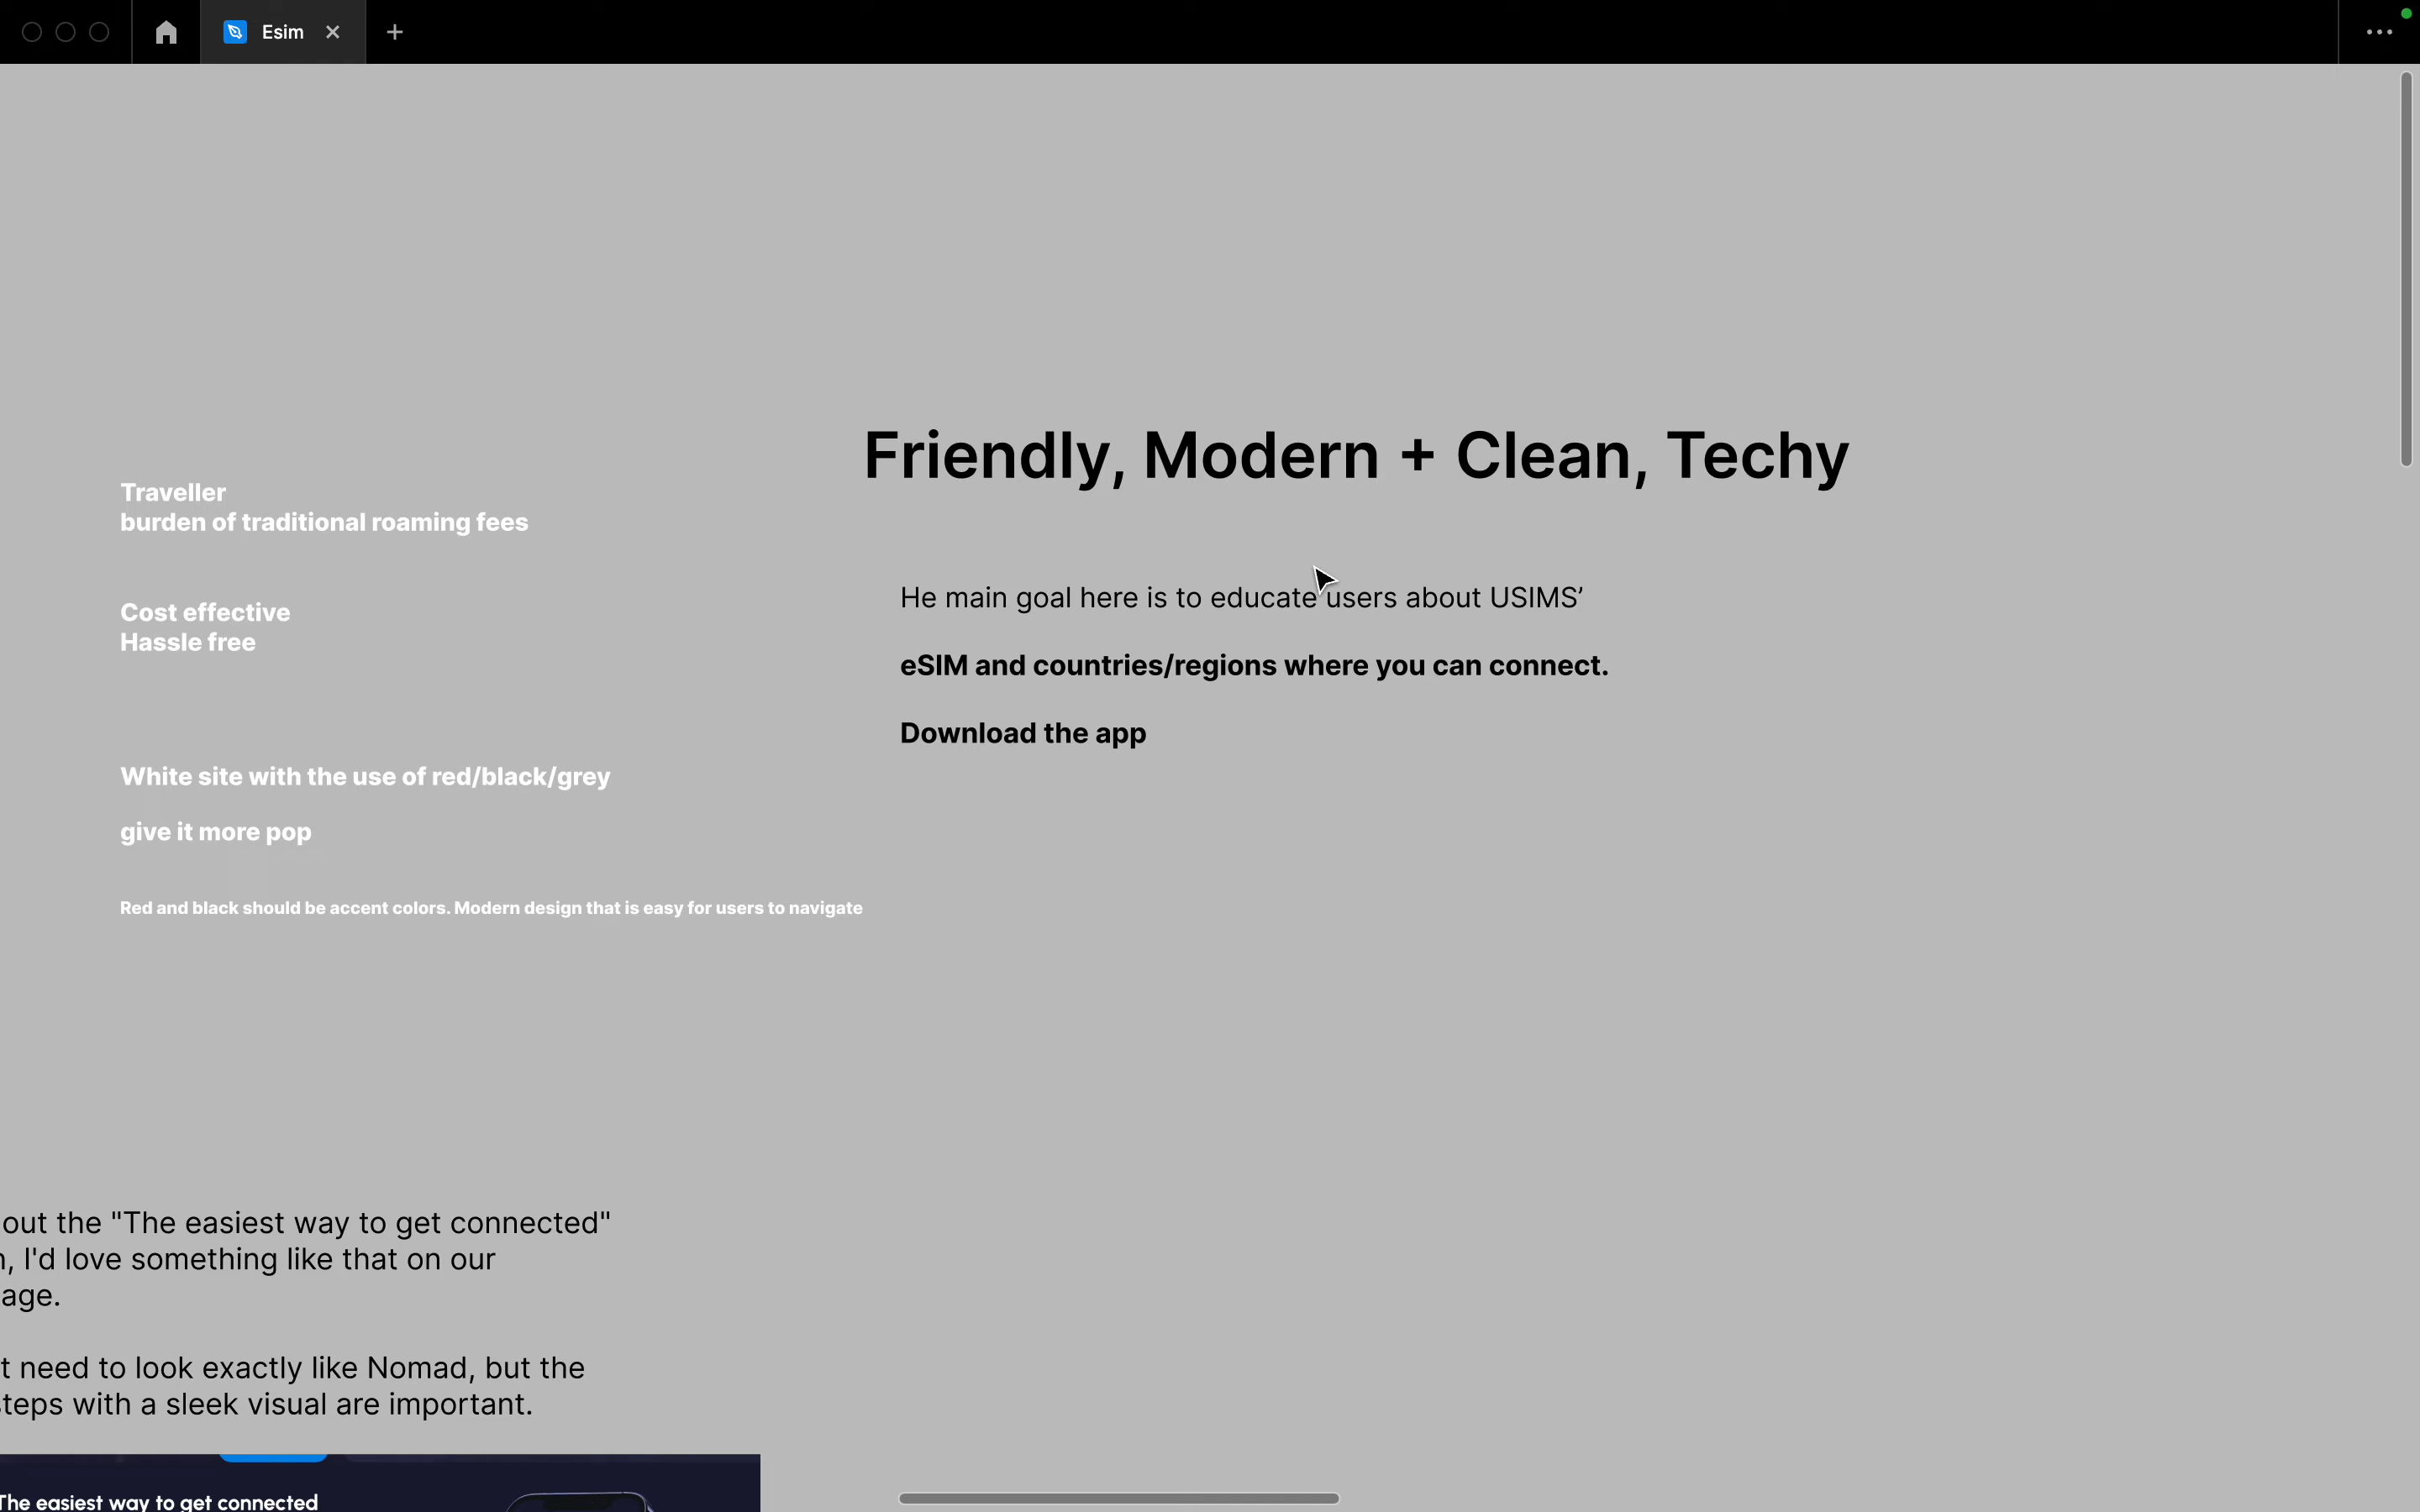 Esim
Friendly, Modern + Clean, Techy
Traveller
burden of traditional roaming fees
Cost effective
Hassle free
White site with the use of red/black/grey
give it more pop
Red and black should be accent colors. Modern design that is easy for users to navigate
He main goal here is to educate users about USIMS’
eSIM and countries/regions where you can connect.
Download the app
out the "The easiest way to get connected"
, I'd love something like that on our
age.
t need to look exactly like Nomad, but the
steps with a sleek visual are important.
The easiest way to get connected